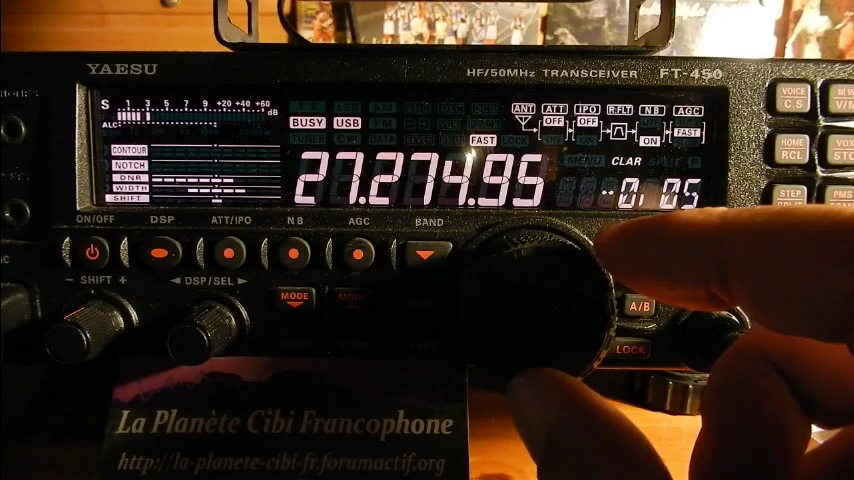 YAESU
HF/50MHz TRANSCEIVER FT-450
S 1 3 5 7 9 +20 +40 +60 dB
ALC
BUSY USB
FAST
ANT ATT IPO R.FLT NB AGC
OFF OFF ON FAST
MENU CLAR SPLIT
27.274.95
-0.05
CONTOUR
NOTCH
DNR
WIDTH
SHIFT
VOICE
C.S
HOME
RCL
STEP
ON/OFF DSP ATT/IPO NB AGC BAND
- SHIFT +
DSP/SEL
MODE
MODE
A/B
LOCK
La Planète Cibi Francophone
http://la-planete-cibi-fr.forumactif.org